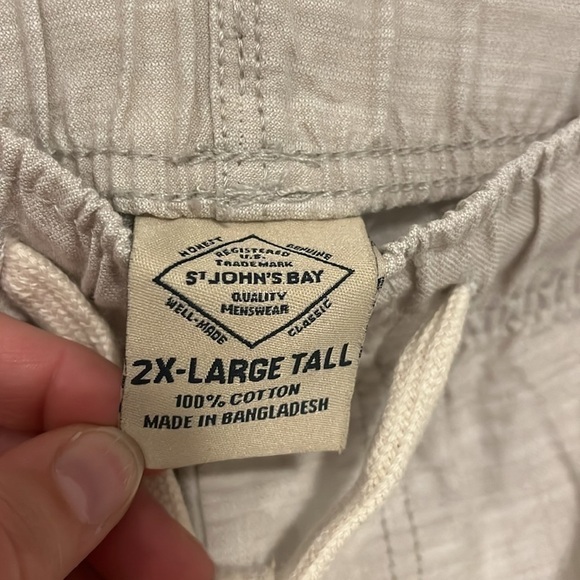 HONEST GENUINE
REGISTERED
U.S.
TRADEMARK
ST JOHN'S BAY
QUALITY
MENSWEAR
WELL-MADE CLASSIC
2X-LARGE TALL
100% COTTON
MADE IN BANGLADESH